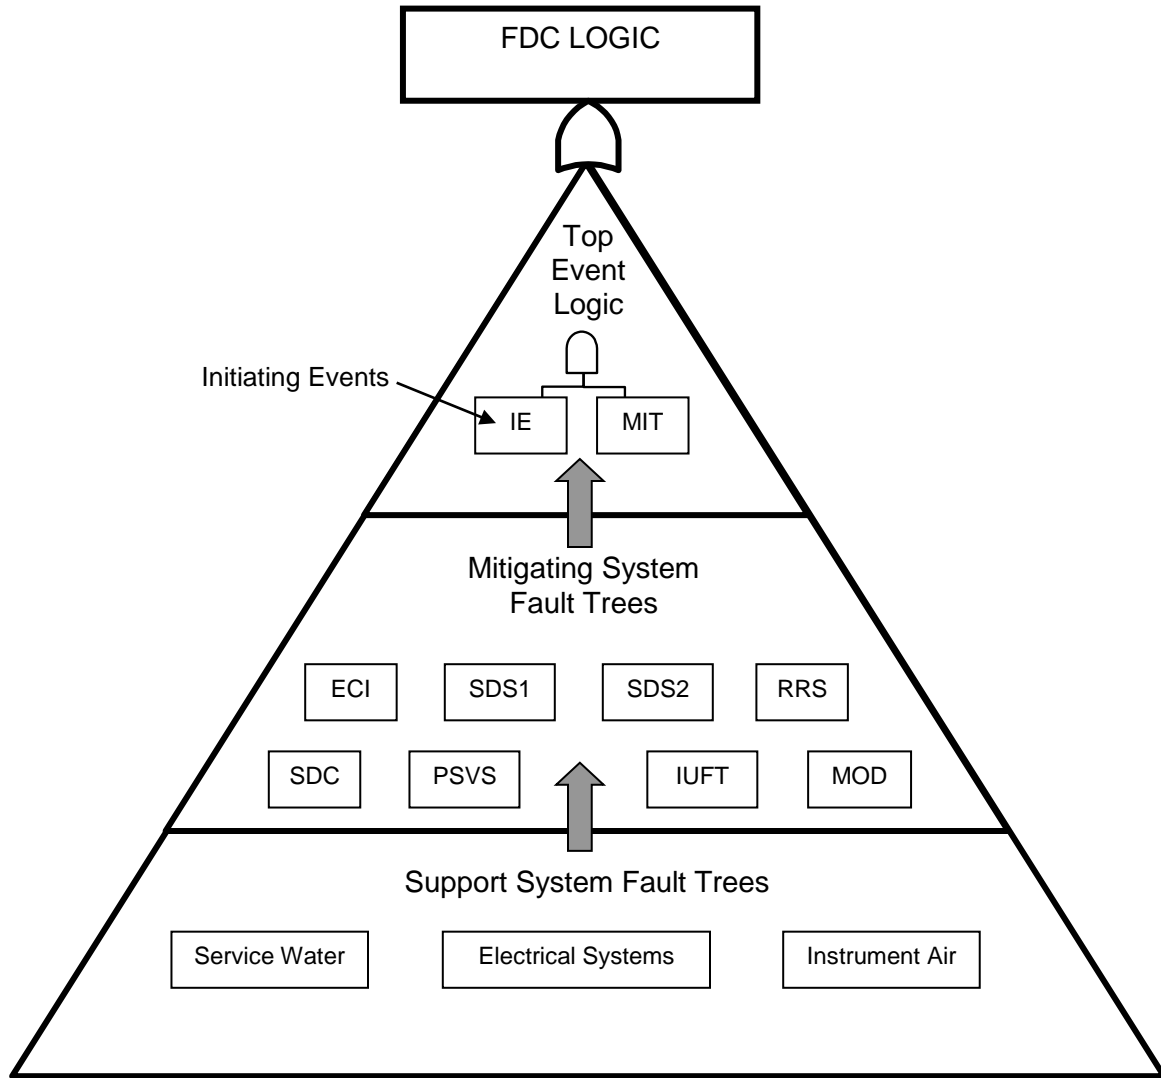 FDC LOGIC
Top
Event
Logic
Initiating Events
IE
MIT
Mitigating System
Fault Trees
ECI
SDS1
SDS2
RRS
SDC
PSVS
IUFT
MOD
Support System Fault Trees
Service Water
Electrical Systems
Instrument Air